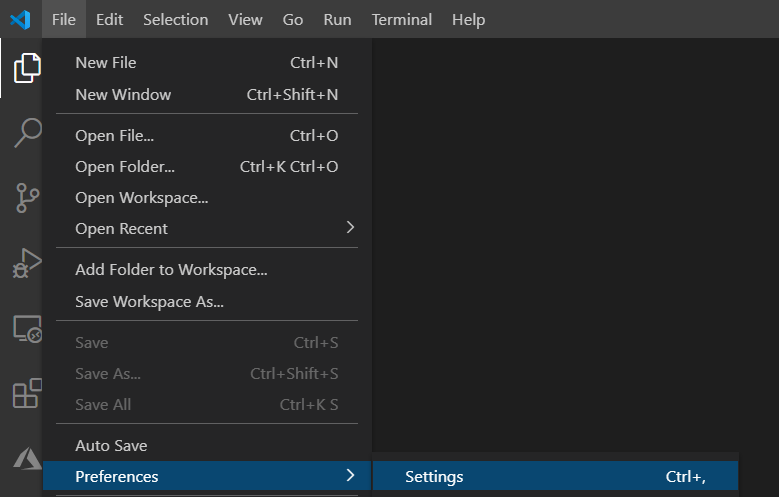 File Edit Selection View Go Run Terminal Help
New File Ctrl+N
New Window Ctrl+Shift+N
Open File... Ctrl+O
Open Folder... Ctrl+K Ctrl+O
Open Workspace...
Open Recent
Add Folder to Workspace...
Save Workspace As...
Save Ctrl+S
Save As... Ctrl+Shift+S
Save All Ctrl+K S
Auto Save
Preferences Settings Ctrl+,